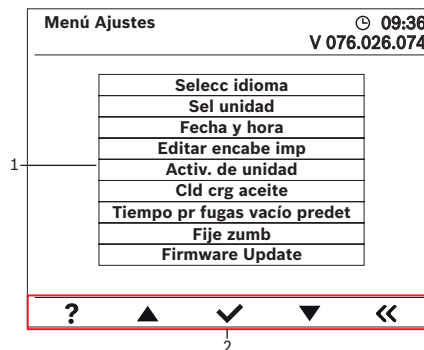 Menú Ajustes
09:36
V 076.026.074
Selecc idioma
Sel unidad
Fecha y hora
Editar encabe imp
Activ. de unidad
Cld crg aceite
Tiempo pr fugas vacío predet
Fije zumb
Firmware Update
1
?
2